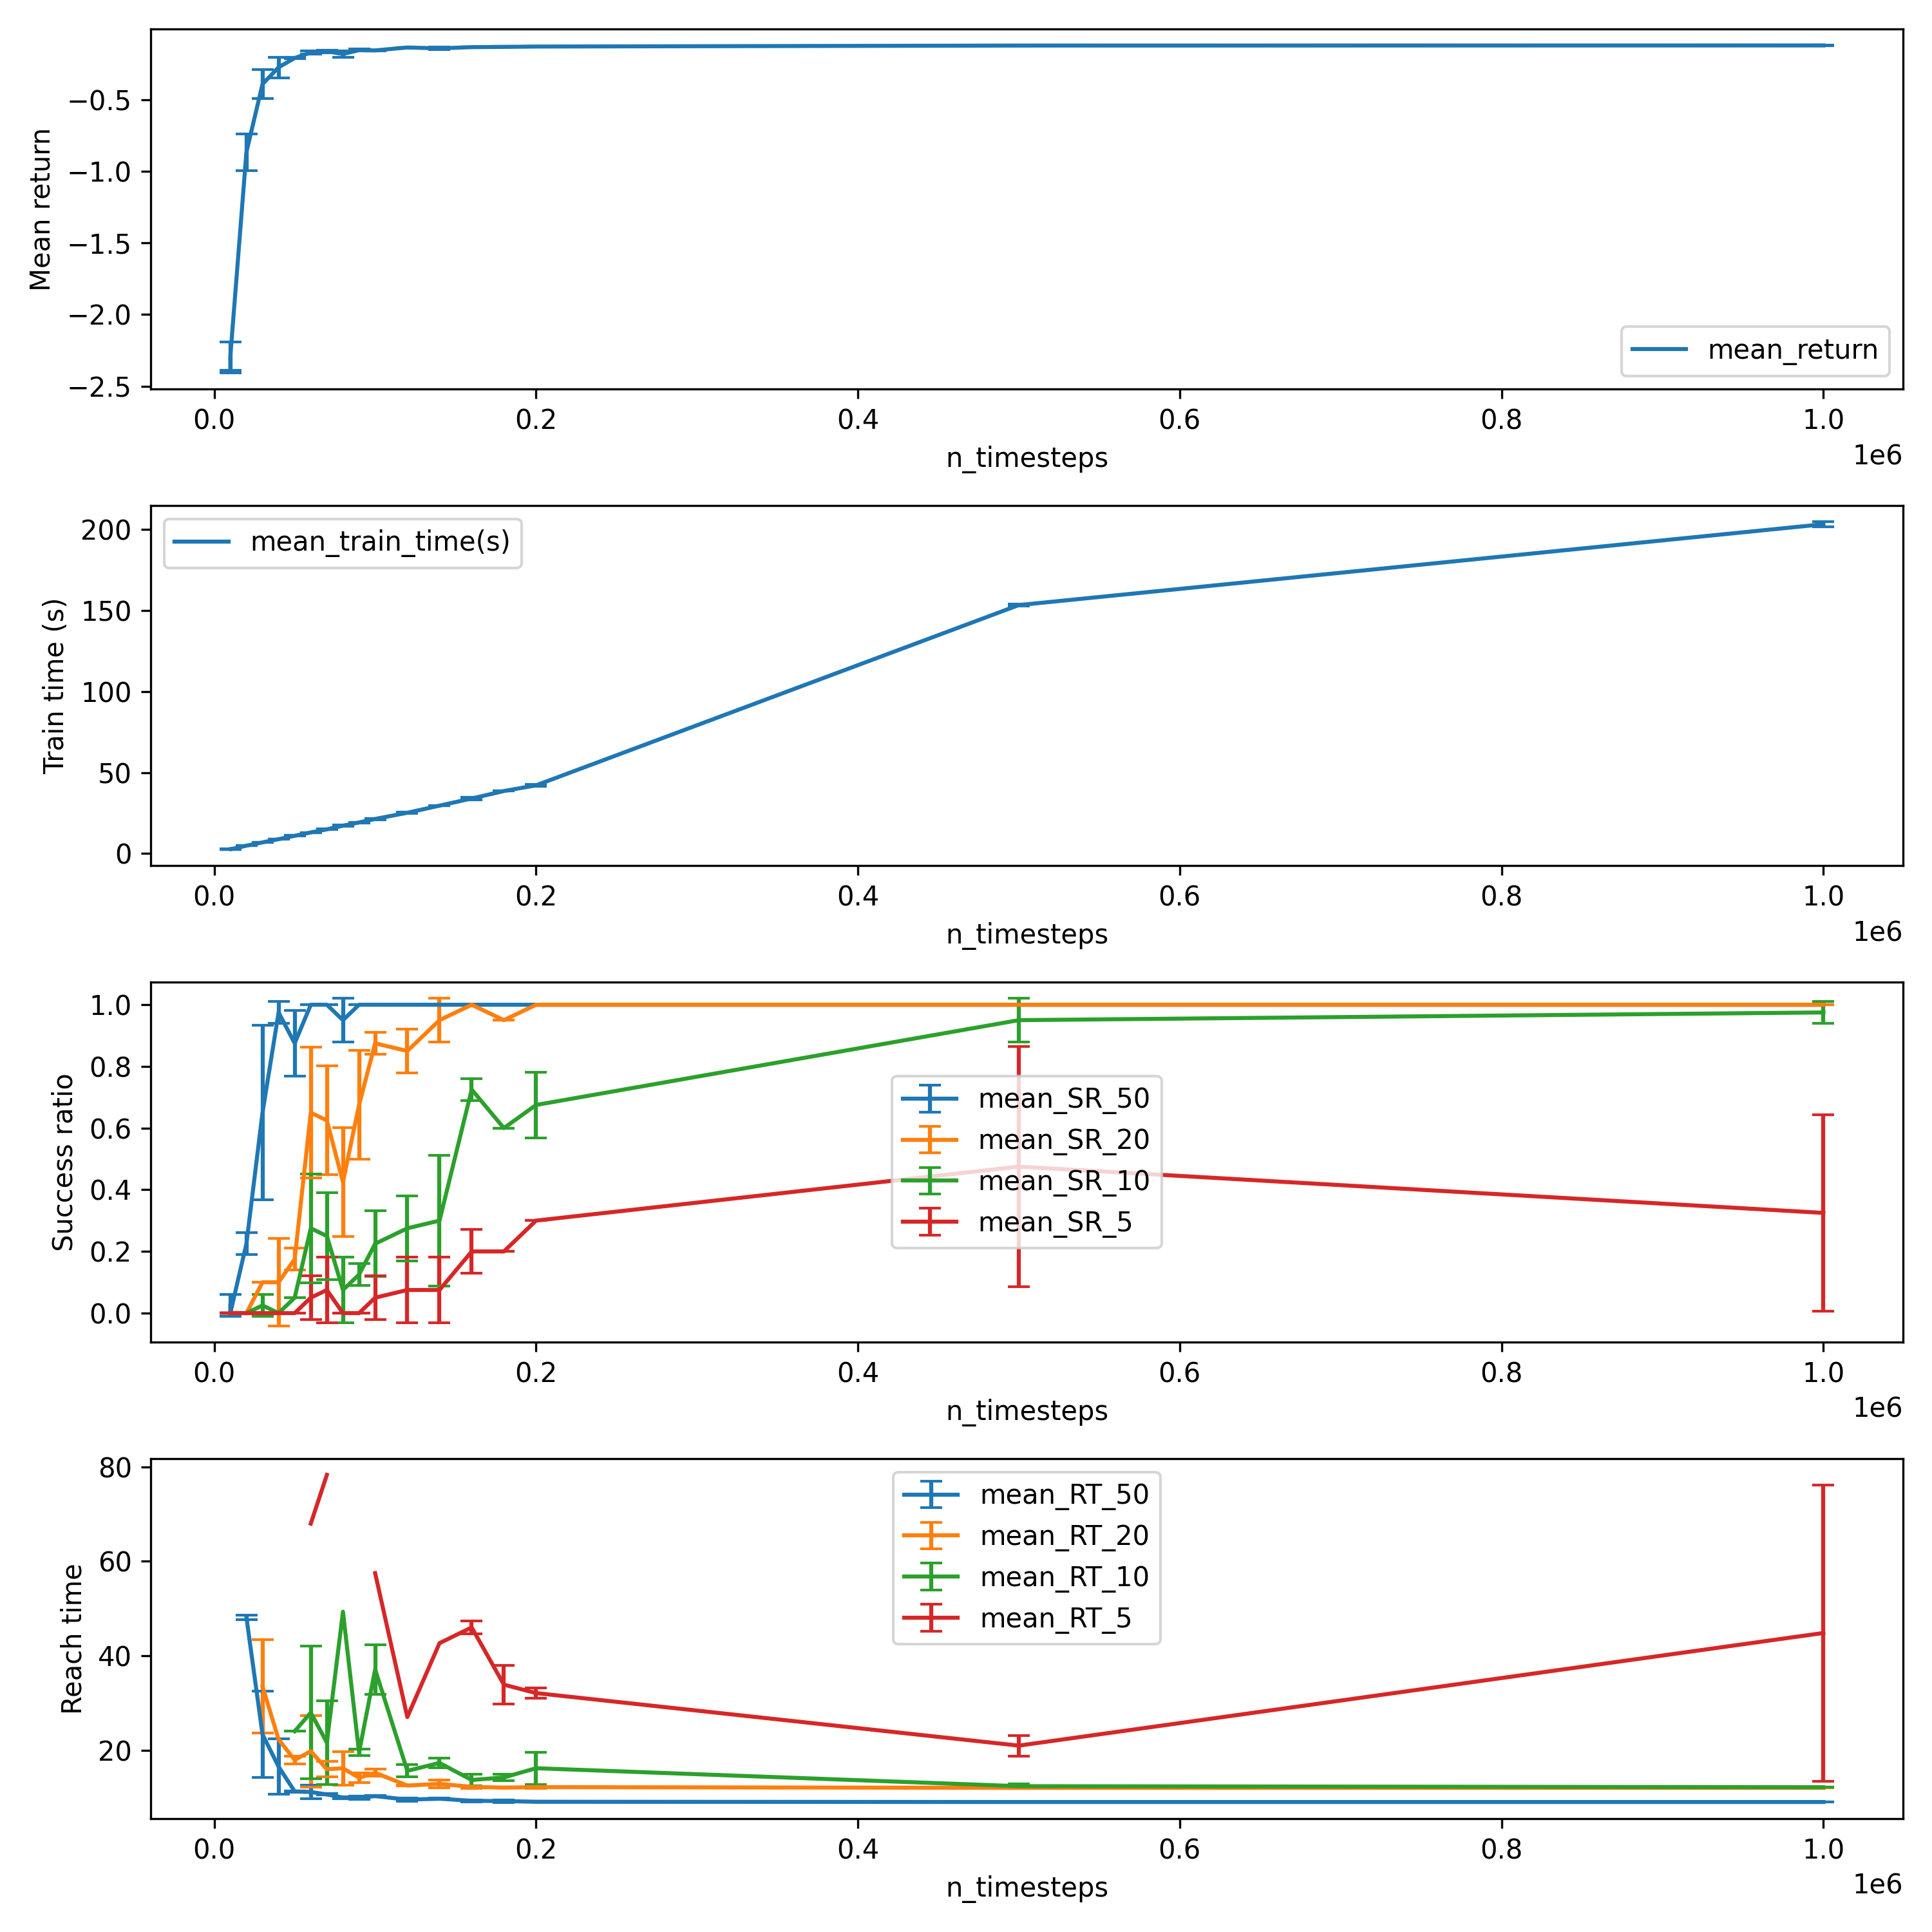 Mean return
−0.5
−1.0
−1.5
−2.0
−2.5
mean_return
0.0 0.2 0.4 0.6 0.8 1.0
1e6
n_timesteps
Train time (s)
200
150
100
50
0
mean_train_time(s)
0.0 0.2 0.4 0.6 0.8 1.0
1e6
n_timesteps
Success ratio
1.0
0.8
0.6
0.4
0.2
0.0
mean_SR_50
mean_SR_20
mean_SR_10
mean_SR_5
0.0 0.2 0.4 0.6 0.8 1.0
1e6
n_timesteps
Reach time
80
60
40
20
mean_RT_50
mean_RT_20
mean_RT_10
mean_RT_5
0.0 0.2 0.4 0.6 0.8 1.0
1e6
n_timesteps